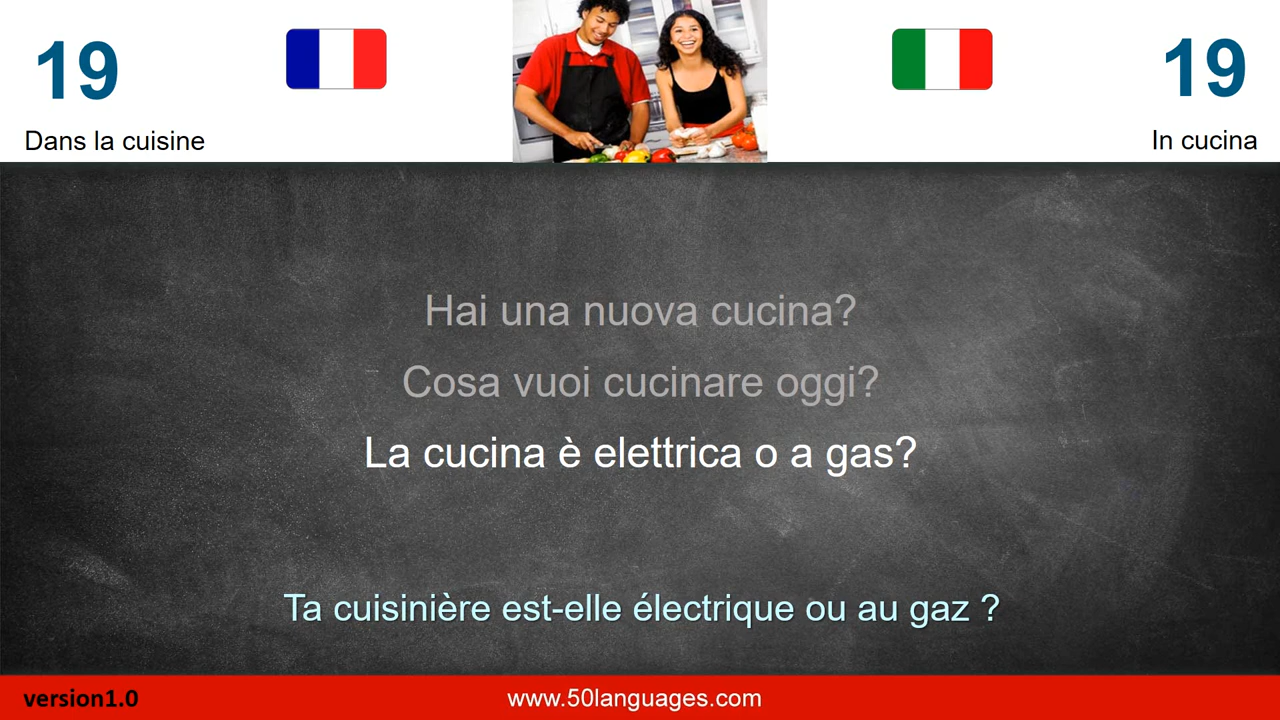 19
19
Dans la cuisine
In cucina
Hai una nuova cucina?
Cosa vuoi cucinare oggi?
La cucina è elettrica o a gas?
Ta cuisinière est-elle électrique ou au gaz ?
version1.0
www.50languages.com